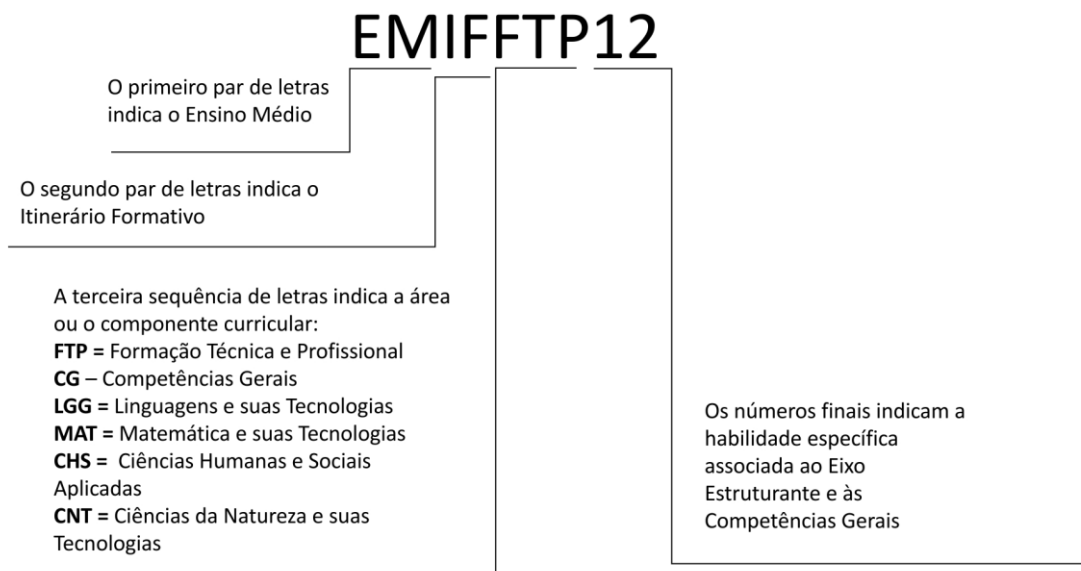 EMIFFTP12
O primeiro par de letras
indica o Ensino Médio
O segundo par de letras indica o
Itinerário Formativo
A terceira sequência de letras indica a área
ou o componente curricular:
FTP = Formação Técnica e Profissional
CG – Competências Gerais
LGG = Linguagens e suas Tecnologias
MAT = Matemática e suas Tecnologias
CHS = Ciências Humanas e Sociais
Aplicadas
CNT = Ciências da Natureza e suas
Tecnologias
Os números finais indicam a
habilidade específica
associada ao Eixo
Estruturante e às
Competências Gerais